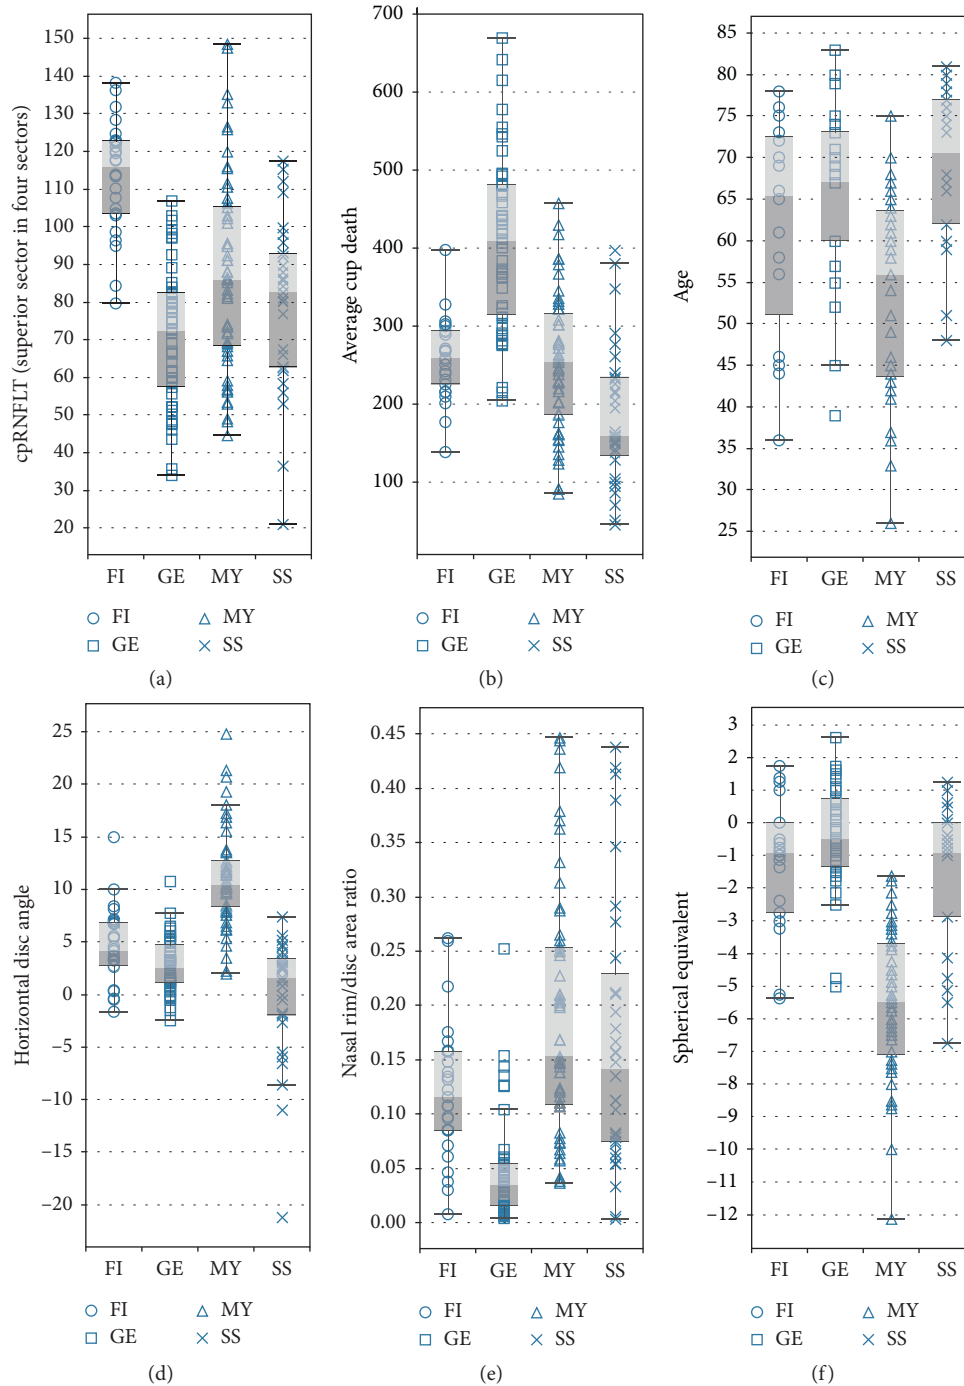 cpRNFLT (superior sector in four sectors)
150
140
130
120
110
100
90
80
70
60
50
40
30
20
FI GE MY SS
FI MY
GE SS
(a)
Average cup death
700
600
500
400
300
200
100
FI GE MY SS
FI MY
GE SS
(b)
Age
85
80
75
70
65
60
55
50
45
40
35
30
25
FI GE MY SS
FI MY
GE SS
(c)
Horizontal disc angle
25
20
15
10
5
0
−5
−10
−15
−20
FI GE MY SS
FI MY
GE SS
(d)
Nasal rim/disc area ratio
0.45
0.40
0.35
0.30
0.25
0.20
0.15
0.10
0.05
0.00
FI GE MY SS
FI MY
GE SS
(e)
Spherical equivalent
3
2
1
0
−1
−2
−3
−4
−5
−6
−7
−8
−9
−10
−11
−12
FI GE MY SS
FI MY
GE SS
(f)